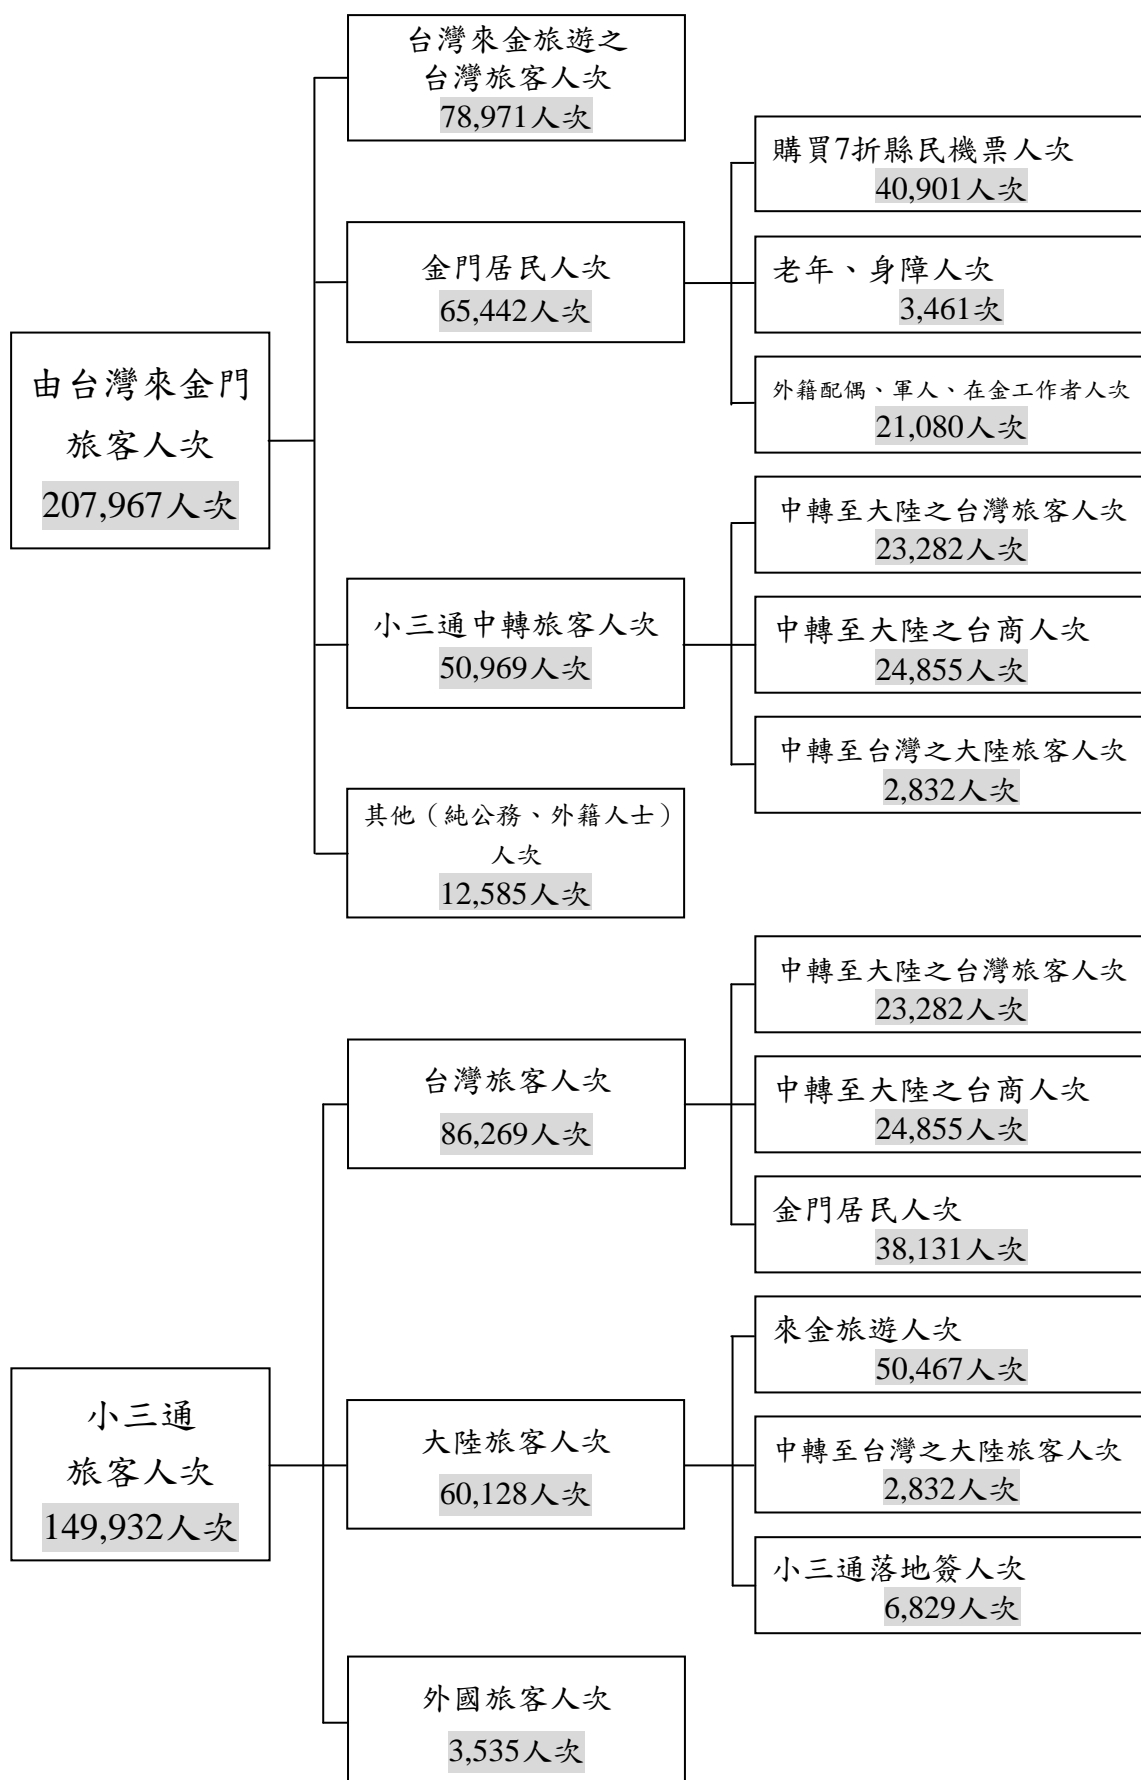 台灣來金旅遊之
台灣旅客人次
78,971人次
購買7折縣民機票人次
40,901人次
金門居民人次
65,442人次
老年、身障人次
3,461次
外籍配偶、軍人、在金工作者人次
21,080人次
由台灣來金門
旅客人次
207,967人次
中轉至大陸之台灣旅客人次
23,282人次
小三通中轉旅客人次
50,969人次
中轉至大陸之台商人次
24,855人次
中轉至台灣之大陸旅客人次
2,832人次
其他（純公務、外籍人士）
人次
12,585人次
中轉至大陸之台灣旅客人次
23,282人次
台灣旅客人次
86,269人次
中轉至大陸之台商人次
24,855人次
金門居民人次
38,131人次
來金旅遊人次
50,467人次
小三通
旅客人次
149,932人次
大陸旅客人次
60,128人次
中轉至台灣之大陸旅客人次
2,832人次
小三通落地簽人次
6,829人次
外國旅客人次
3,535人次